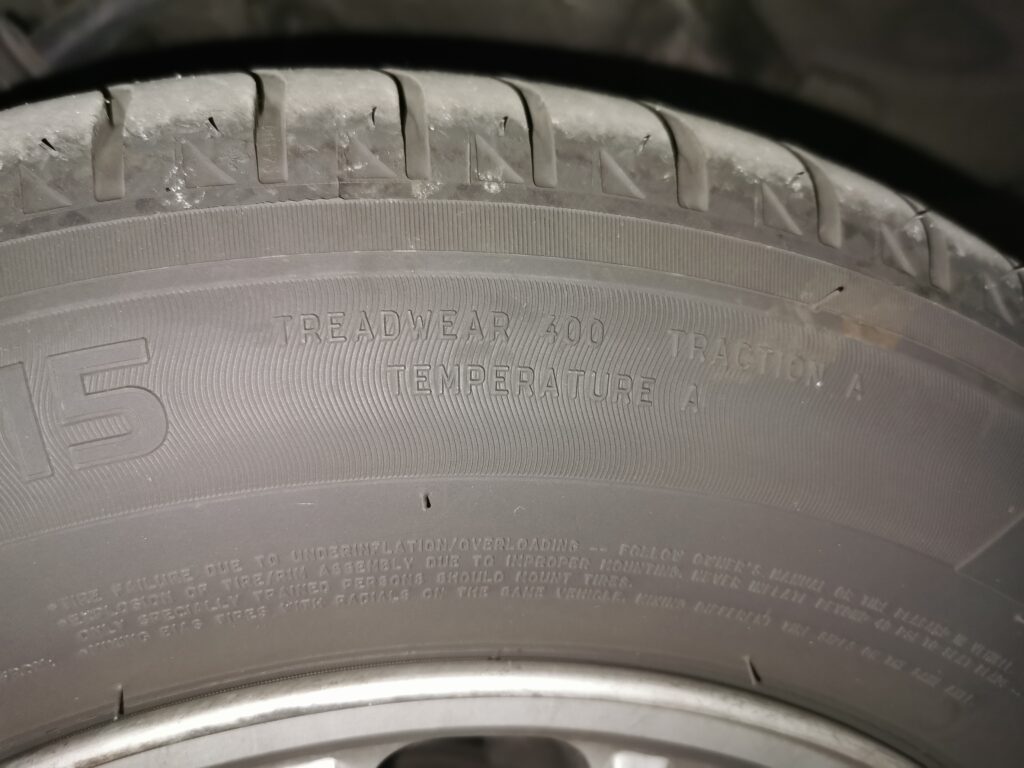 15
TREADWEAR 400 TRACTION A
TEMPERATURE A
*TIRE FAILURE DUE TO UNDERINFLATION/OVERLOADING -- FOLLOW OWNER'S MANUAL OR TIRE PLACARD IN VEHICLE
*EXPLOSION OF TIRE/RIM ASSEMBLY DUE TO IMPROPER MOUNTING. NEVER INFLATE BEYOND 40 PSI TO SEAT BEADS --
ONLY SPECIALLY TRAINED PERSONS SHOULD MOUNT TIRES.
*MIXING BIAS TIRES WITH RADIALS ON THE SAME VEHICLE.